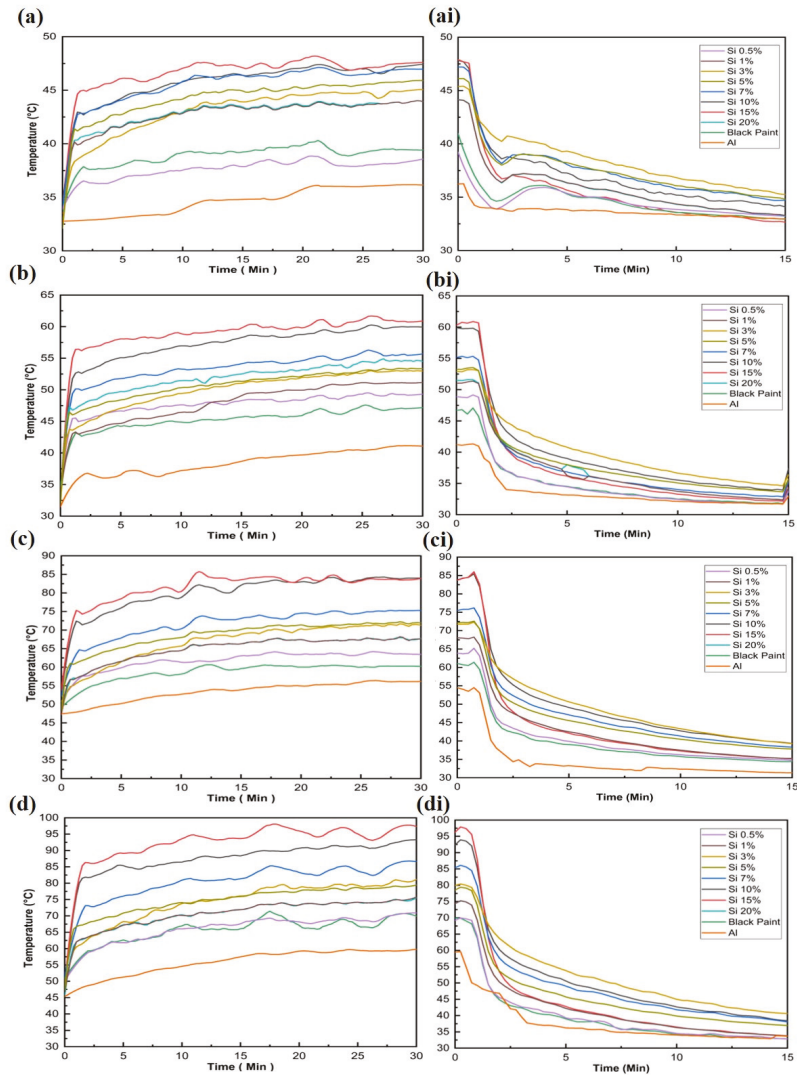 (a)
50
45
40
35
30
0
5
10
15
20
25
30
Temperature (°C)
Time ( Min )
(ai)
50
45
40
35
30
0
5
10
15
Time (Min)
Si 0.5%
Si 1%
Si 3%
Si 5%
Si 7%
Si 10%
Si 15%
Si 20%
Black Paint
Al
(b)
65
60
55
50
45
40
35
30
0
5
10
15
20
25
30
Temperature (°C)
Time ( Min )
(bi)
65
60
55
50
45
40
35
30
0
5
10
15
Time (Min)
Si 0.5%
Si 1%
Si 3%
Si 5%
Si 7%
Si 10%
Si 15%
Si 20%
Black Paint
Al
(c)
90
85
80
75
70
65
60
55
50
45
40
35
30
0
5
10
15
20
25
30
Temperature (°C)
Time ( Min )
(ci)
90
85
80
75
70
65
60
55
50
45
40
35
30
0
5
10
15
Time (Min)
Si 0.5%
Si 1%
Si 3%
Si 5%
Si 7%
Si 10%
Si 15%
Si 20%
Black Paint
Al
(d)
100
95
90
85
80
75
70
65
60
55
50
45
40
35
30
0
5
10
15
20
25
30
Temperature (°C)
Time ( Min )
(di)
100
95
90
85
80
75
70
65
60
55
50
45
40
35
30
0
5
10
15
Time (Min)
Si 0.5%
Si 1%
Si 3%
Si 5%
Si 7%
Si 10%
Si 15%
Si 20%
Black Paint
Al